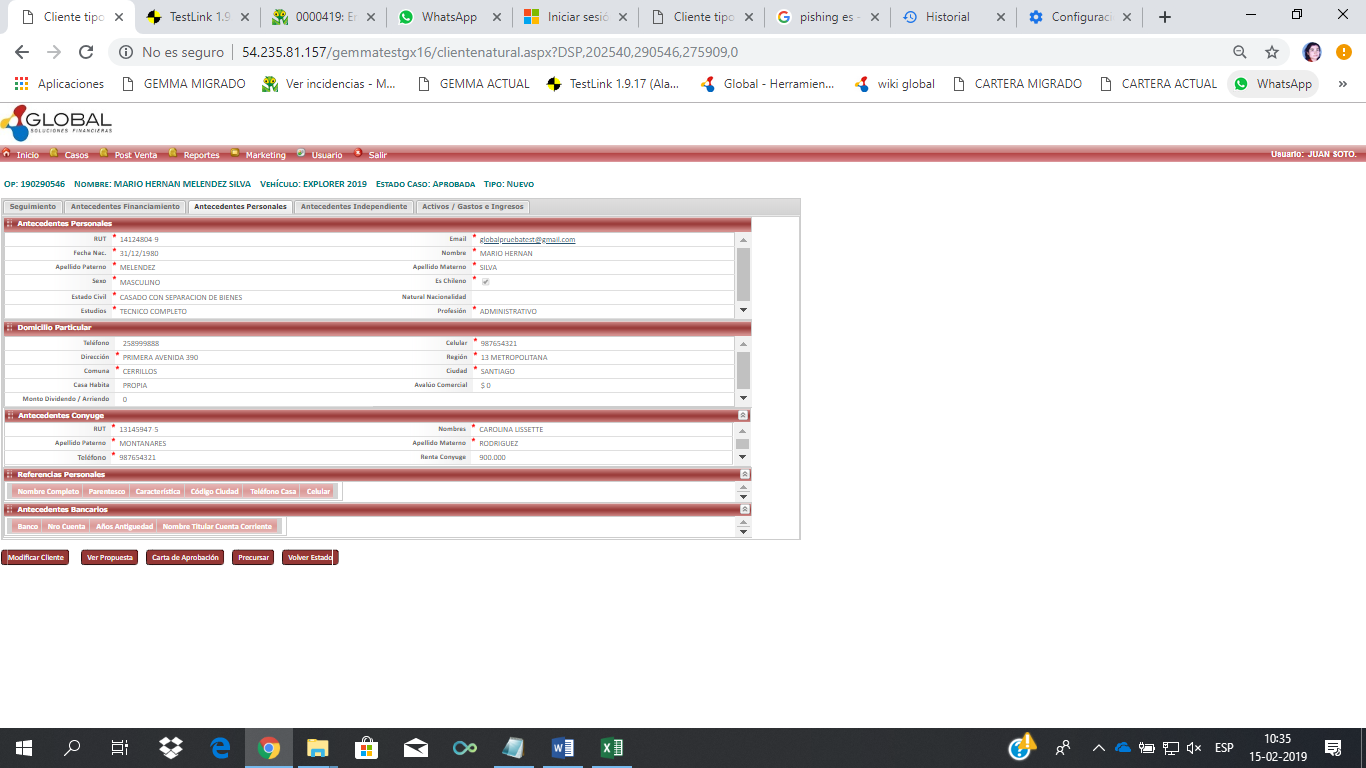 Cliente tipo
TestLink 1.9
0000419: Er
WhatsApp
Iniciar sesió
Cliente tipo
pishing es -
Historial
Configuraci
No es seguro | 54.235.81.157/gemmatestgx16/clientenatural.aspx?DSP,202540,290546,275909,0
Aplicaciones GEMMA MIGRADO Ver incidencias - M... GEMMA ACTUAL TestLink 1.9.17 (Ala... Global - Herramien... wiki global CARTERA MIGRADO CARTERA ACTUAL WhatsApp »
GLOBAL
SOLUCIONES FINANCIERAS
Inicio Casos Post Venta Reportes Marketing Usuario Salir Usuario: JUAN SOTO.
Op: 190290546 Nombre: MARIO HERNAN MELENDEZ SILVA Vehículo: EXPLORER 2019 Estado Caso: Aprobada Tipo: Nuevo
Seguimiento Antecedentes Financiamiento Antecedentes Personales Antecedentes Independiente Activos / Gastos e Ingresos
Antecedentes Personales
RUT * 14124804-9 Email * globalpruebatest@gmail.com
Fecha Nac. * 31/12/1980 Nombre * MARIO HERNAN
Apellido Paterno * MELENDEZ Apellido Materno * SILVA
Sexo * MASCULINO Es Chileno *
Estado Civil * CASADO CON SEPARACION DE BIENES Natural Nacionalidad
Estudios * TECNICO COMPLETO Profesión * ADMINISTRATIVO
Domicilio Particular
Teléfono 258999888 Celular * 987654321
Dirección * PRIMERA AVENIDA 390 Región * 13 METROPOLITANA
Comuna * CERRILLOS Ciudad * SANTIAGO
Casa Habita PROPIA Avalúo Comercial $ 0
Monto Dividendo / Arriendo 0
Antecedentes Conyuge
RUT * 13145947-5 Nombres * CAROLINA LISSETTE
Apellido Paterno * MONTANARES Apellido Materno * RODRIGUEZ
Teléfono * 987654321 Renta Conyuge 900.000
Referencias Personales
Nombre Completo Parentesco Característica Código Ciudad Teléfono Casa Celular
Antecedentes Bancarios
Banco Nro Cuenta Años Antiguedad Nombre Titular Cuenta Corriente
Modificar Cliente Ver Propuesta Carta de Aprobación Precursar Volver Estado
ESP
10:35
15-02-2019